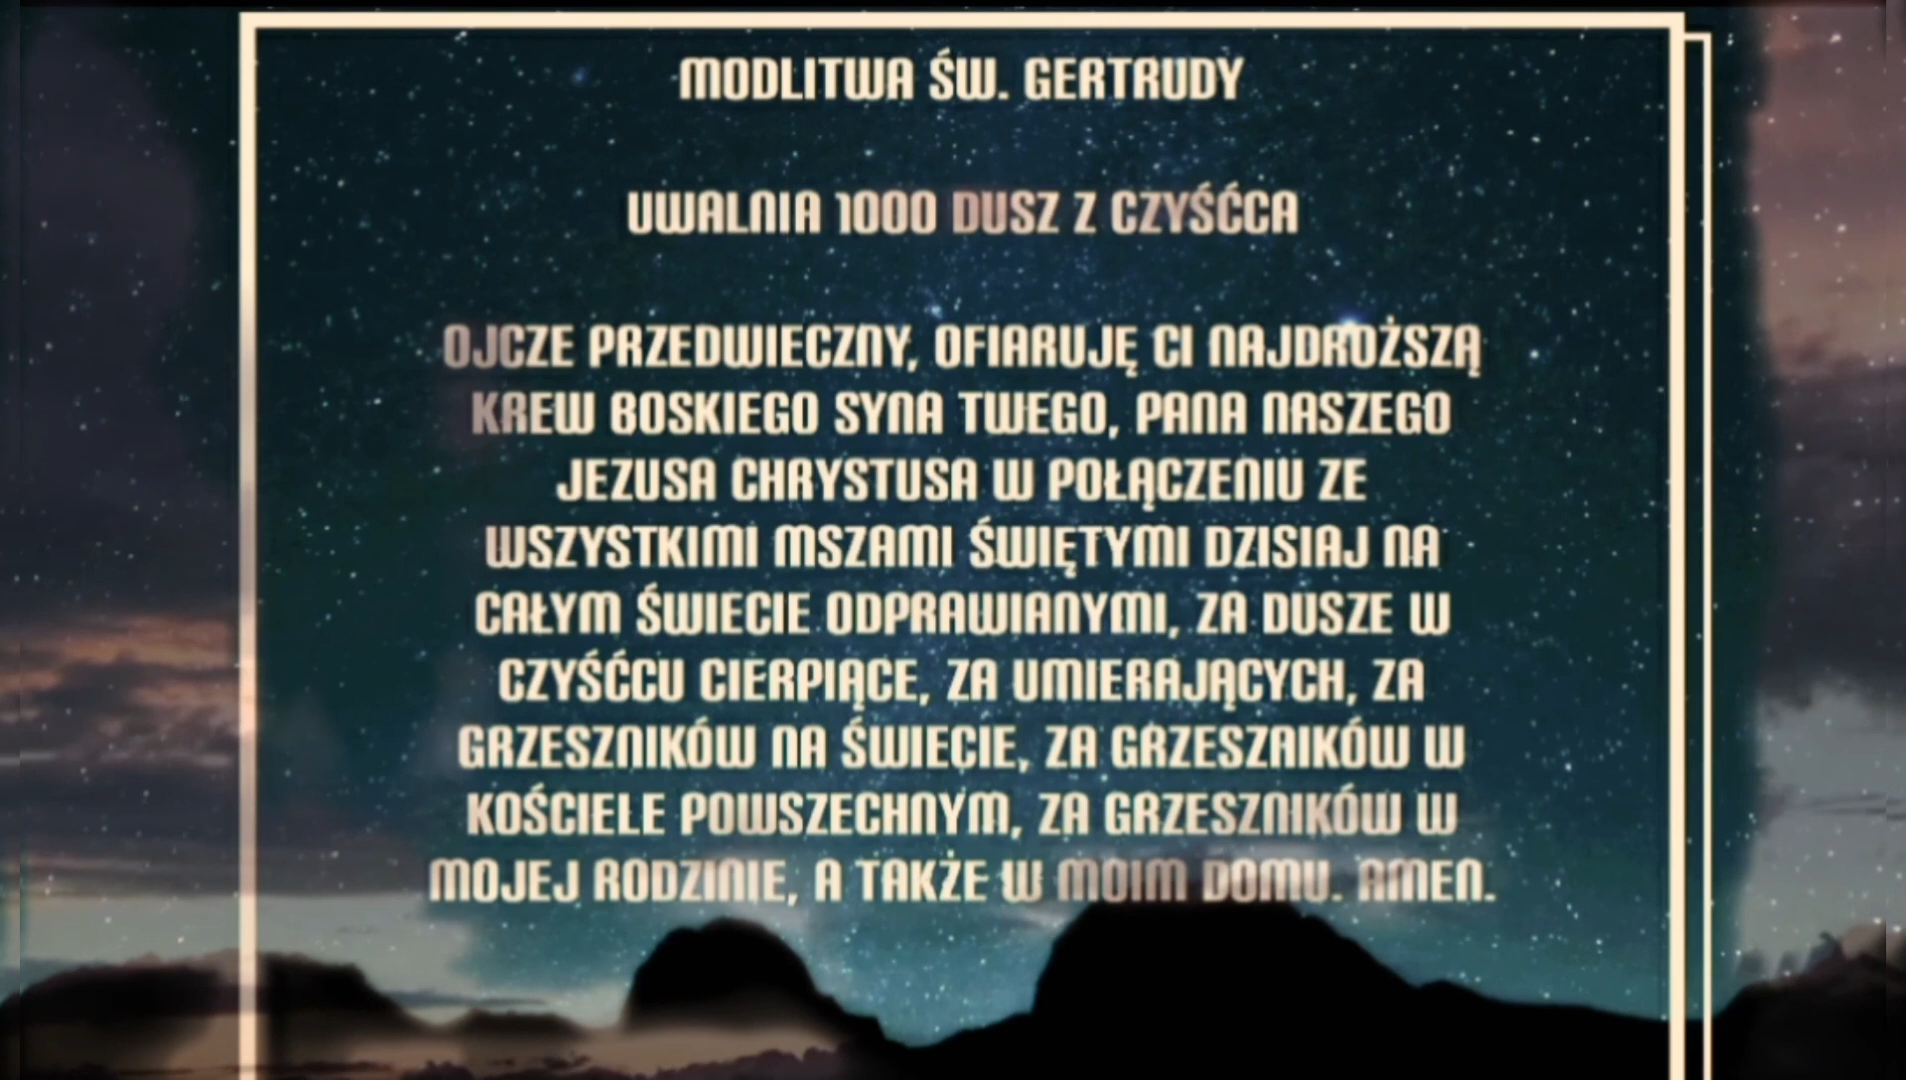 MODLITWA ŚW. GERTRUDY
UWALNIA 1000 DUSZ Z CZYŚĆCA
OJCZE PRZEDWIECZNY, OFIARUJĘ CI NAJDROŻSZĄ
KREW BOSKIEGO SYNA TWEGO, PANA NASZEGO
JEZUSA CHRYSTUSA W POŁĄCZENIU ZE
WSZYSTKIMI MSZAMI ŚWIĘTYMI DZISIAJ NA
CAŁYM ŚWIECIE ODPRAWIANYMI, ZA DUSZE W
CZYŚĆCU CIERPIĄCE, ZA UMIERAJĄCYCH, ZA
GRZESZNIKÓW NA ŚWIECIE, ZA GRZESZNIKÓW W
KOŚCIELE POWSZECHNYM, ZA GRZESZNIKÓW W
MOJEJ RODZINIE, A TAKŻE W MOIM DOMU. AMEN.